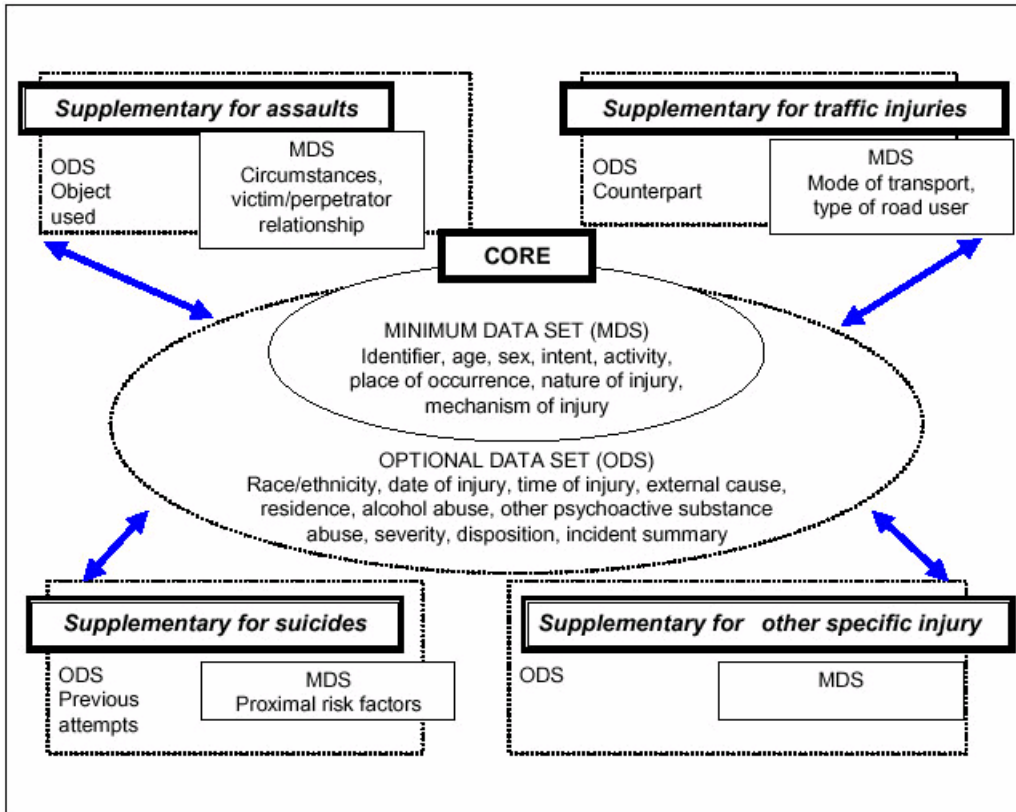 Supplementary for assaults
ODS
Object
used
MDS
Circumstances,
victim/perpetrator
relationship
Supplementary for traffic injuries
ODS
Counterpart
MDS
Mode of transport,
type of road user
CORE
MINIMUM DATA SET (MDS)
Identifier, age, sex, intent, activity,
place of occurrence, nature of injury,
mechanism of injury
OPTIONAL DATA SET (ODS)
Race/ethnicity, date of injury, time of injury, external cause,
residence, alcohol abuse, other psychoactive substance
abuse, severity, disposition, incident summary
Supplementary for suicides
ODS
Previous
attempts
MDS
Proximal risk factors
Supplementary for other specific injury
ODS
MDS